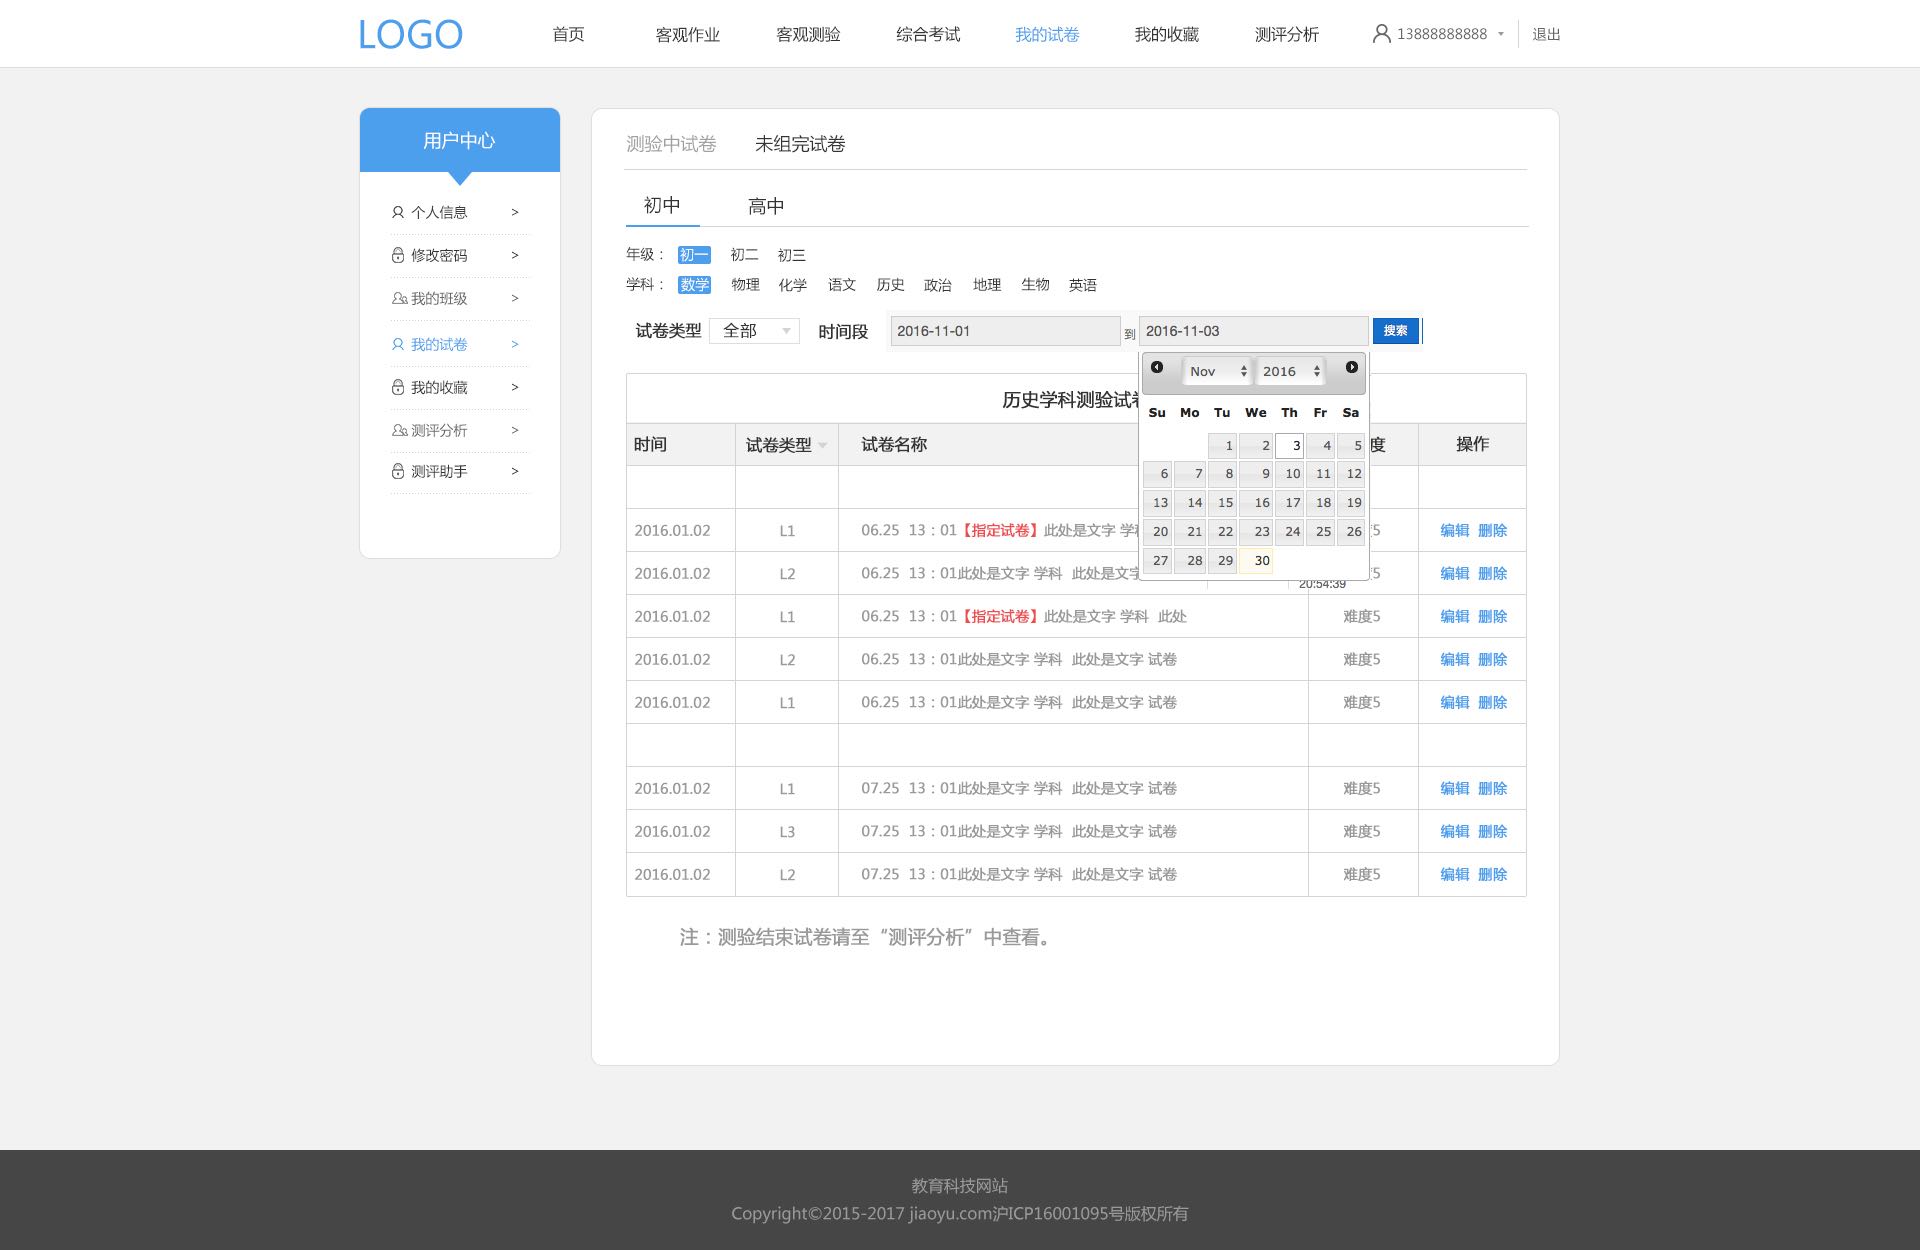 LOGO 首页 客观作业 客观测验 综合考试 我的试卷 我的收藏 测评分析 13888888888 退出
用户中心
个人信息 >
修改密码 >
我的班级 >
我的试卷 >
我的收藏 >
测评分析 >
测评助手 >
测验中试卷 未组完试卷
初中 高中
年级： 初一 初二 初三
学科： 数学 物理 化学 语文 历史 政治 地理 生物 英语
试卷类型 全部 时间段 2016-11-01 到 2016-11-03 搜索
Nov 2016
Su Mo Tu We Th Fr Sa
1 2 3 4 5
6 7 8 9 10 11 12
13 14 15 16 17 18 19
20 21 22 23 24 25 26
27 28 29 30
20:54:39
历史学科测验试卷
时间 试卷类型 试卷名称 度 操作
2016.01.02 L1 06.25 13：01【指定试卷】此处是文字 学科 5 编辑 删除
2016.01.02 L2 06.25 13：01此处是文字 学科 此处是文字 5 编辑 删除
2016.01.02 L1 06.25 13：01【指定试卷】此处是文字 学科 此处 难度5 编辑 删除
2016.01.02 L2 06.25 13：01此处是文字 学科 此处是文字 试卷 难度5 编辑 删除
2016.01.02 L1 06.25 13：01此处是文字 学科 此处是文字 试卷 难度5 编辑 删除
2016.01.02 L1 07.25 13：01此处是文字 学科 此处是文字 试卷 难度5 编辑 删除
2016.01.02 L3 07.25 13：01此处是文字 学科 此处是文字 试卷 难度5 编辑 删除
2016.01.02 L2 07.25 13：01此处是文字 学科 此处是文字 试卷 难度5 编辑 删除
注：测验结束试卷请至“测评分析”中查看。
教育科技网站
Copyright©2015-2017 jiaoyu.com沪ICP16001095号版权所有